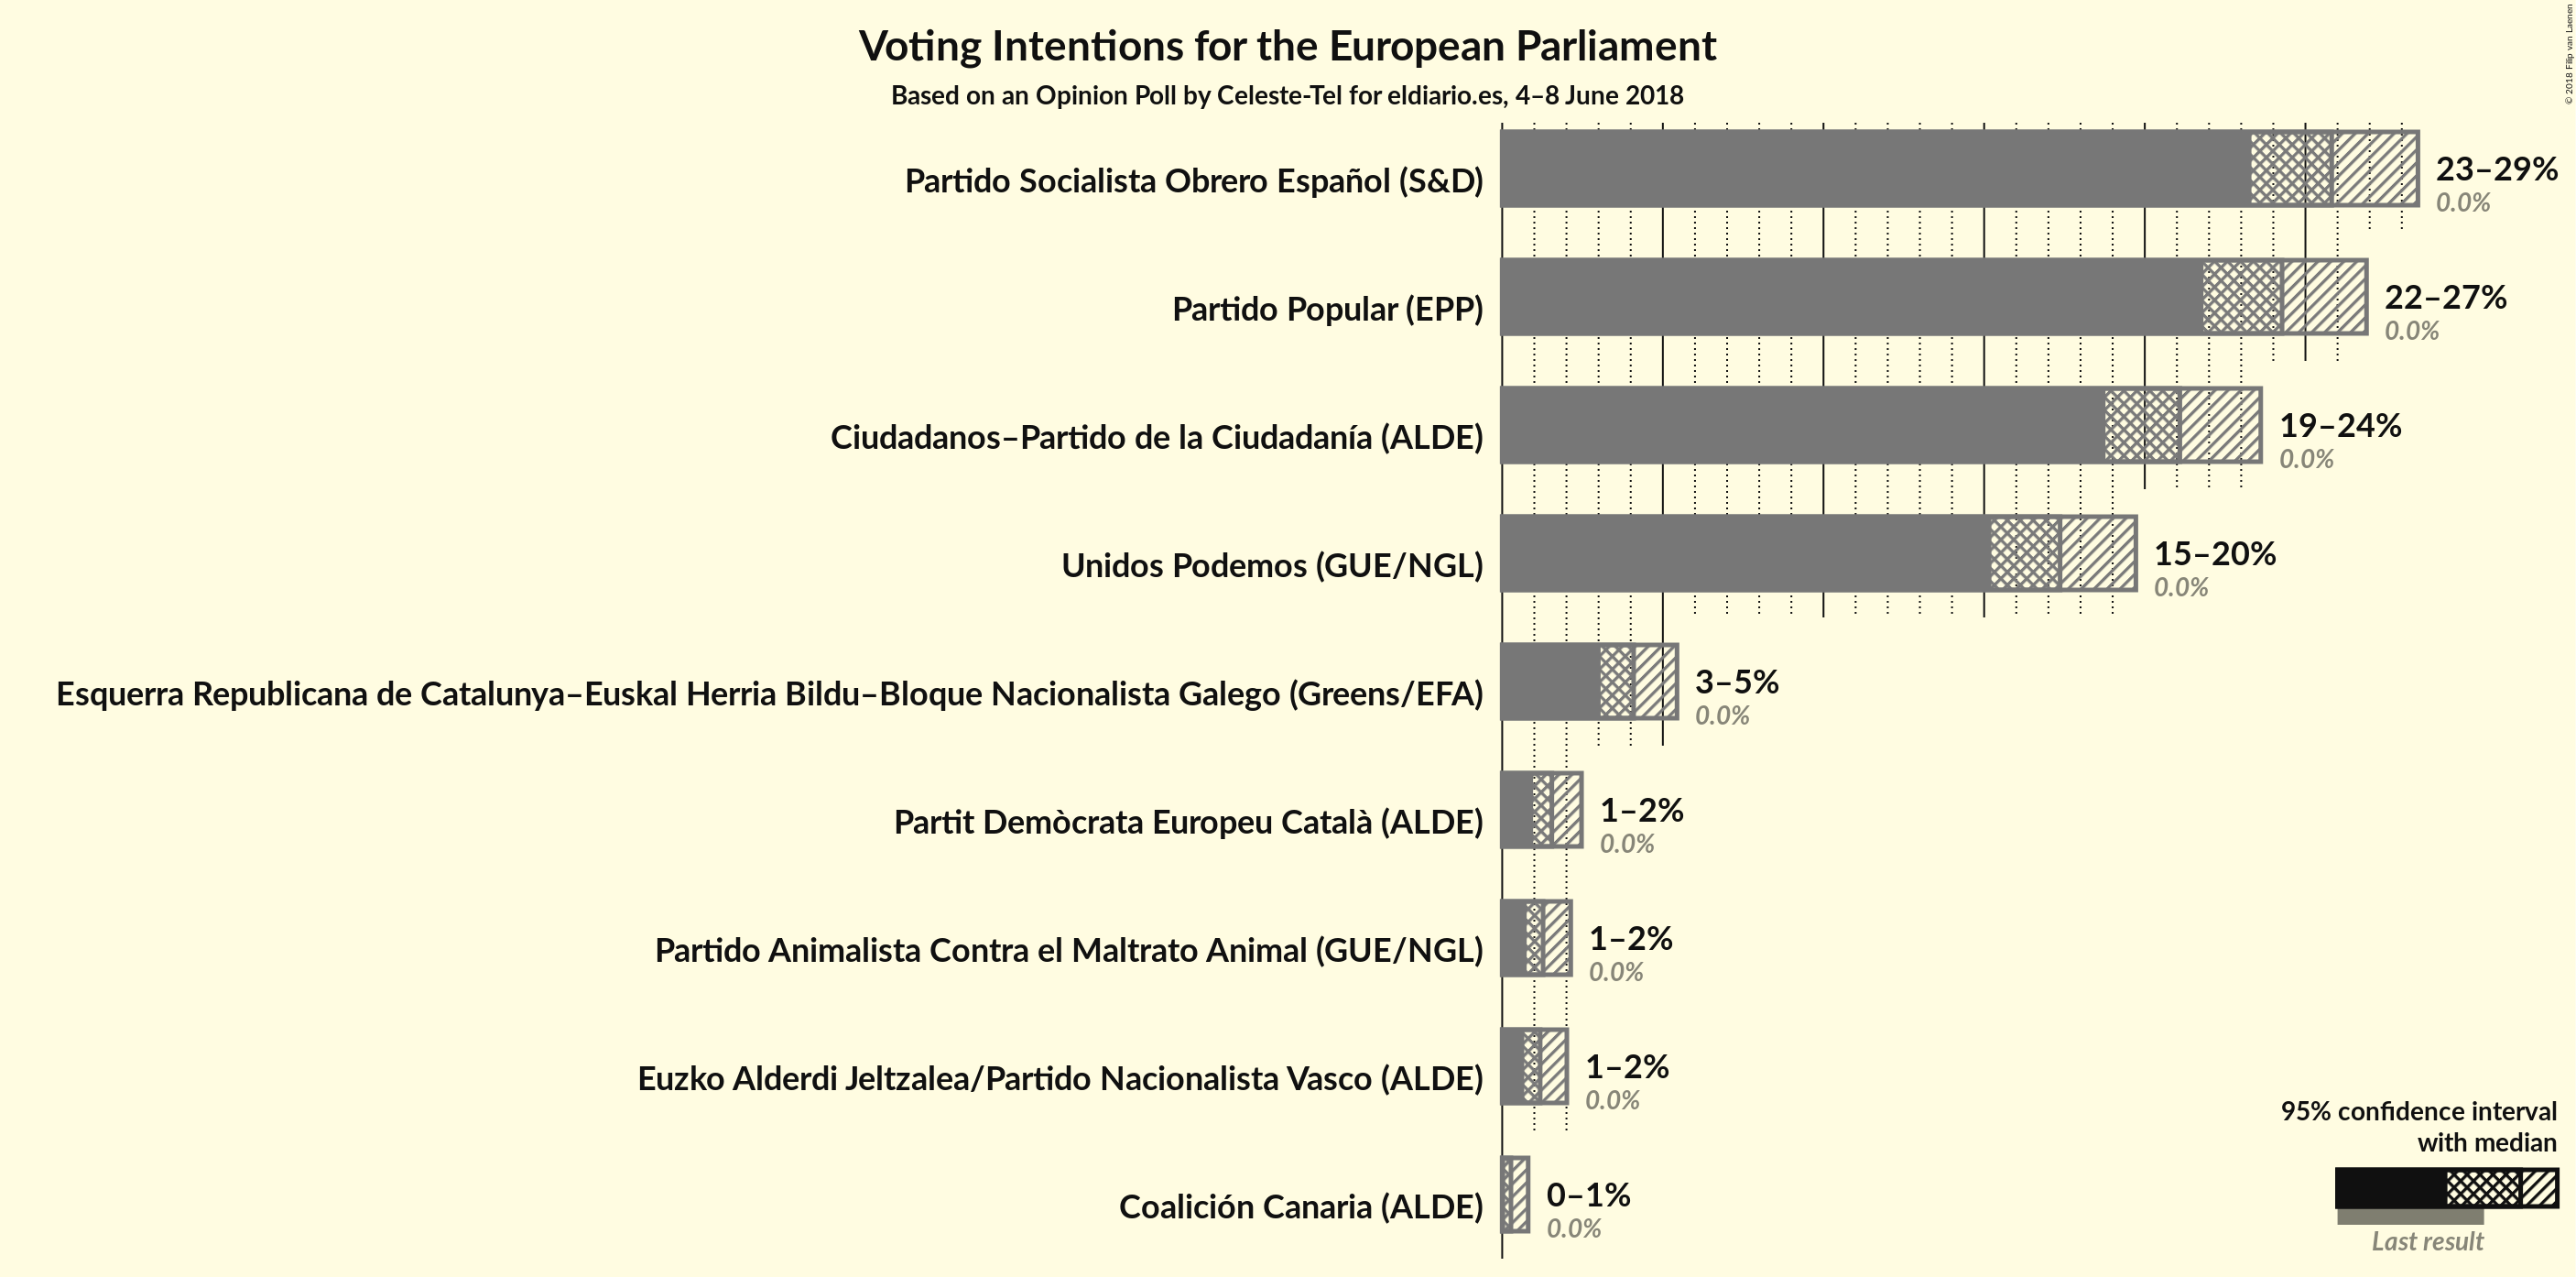 Voting Intentions for the European Parliament
Based on an Opinion Poll by Celeste-Tel for eldiario.es, 4–8 June 2018
© 2018 Filip van Laenen
Partido Socialista Obrero Español (S&D)
23–29%
0.0%
Partido Popular (EPP)
22–27%
0.0%
Ciudadanos–Partido de la Ciudadanía (ALDE)
19–24%
0.0%
Unidos Podemos (GUE/NGL)
15–20%
0.0%
Esquerra Republicana de Catalunya–Euskal Herria Bildu–Bloque Nacionalista Galego (Greens/EFA)
3–5%
0.0%
Partit Demòcrata Europeu Català (ALDE)
1–2%
0.0%
Partido Animalista Contra el Maltrato Animal (GUE/NGL)
1–2%
0.0%
Euzko Alderdi Jeltzalea/Partido Nacionalista Vasco (ALDE)
1–2%
0.0%
Coalición Canaria (ALDE)
0–1%
0.0%
95% confidence interval
with median
Last result